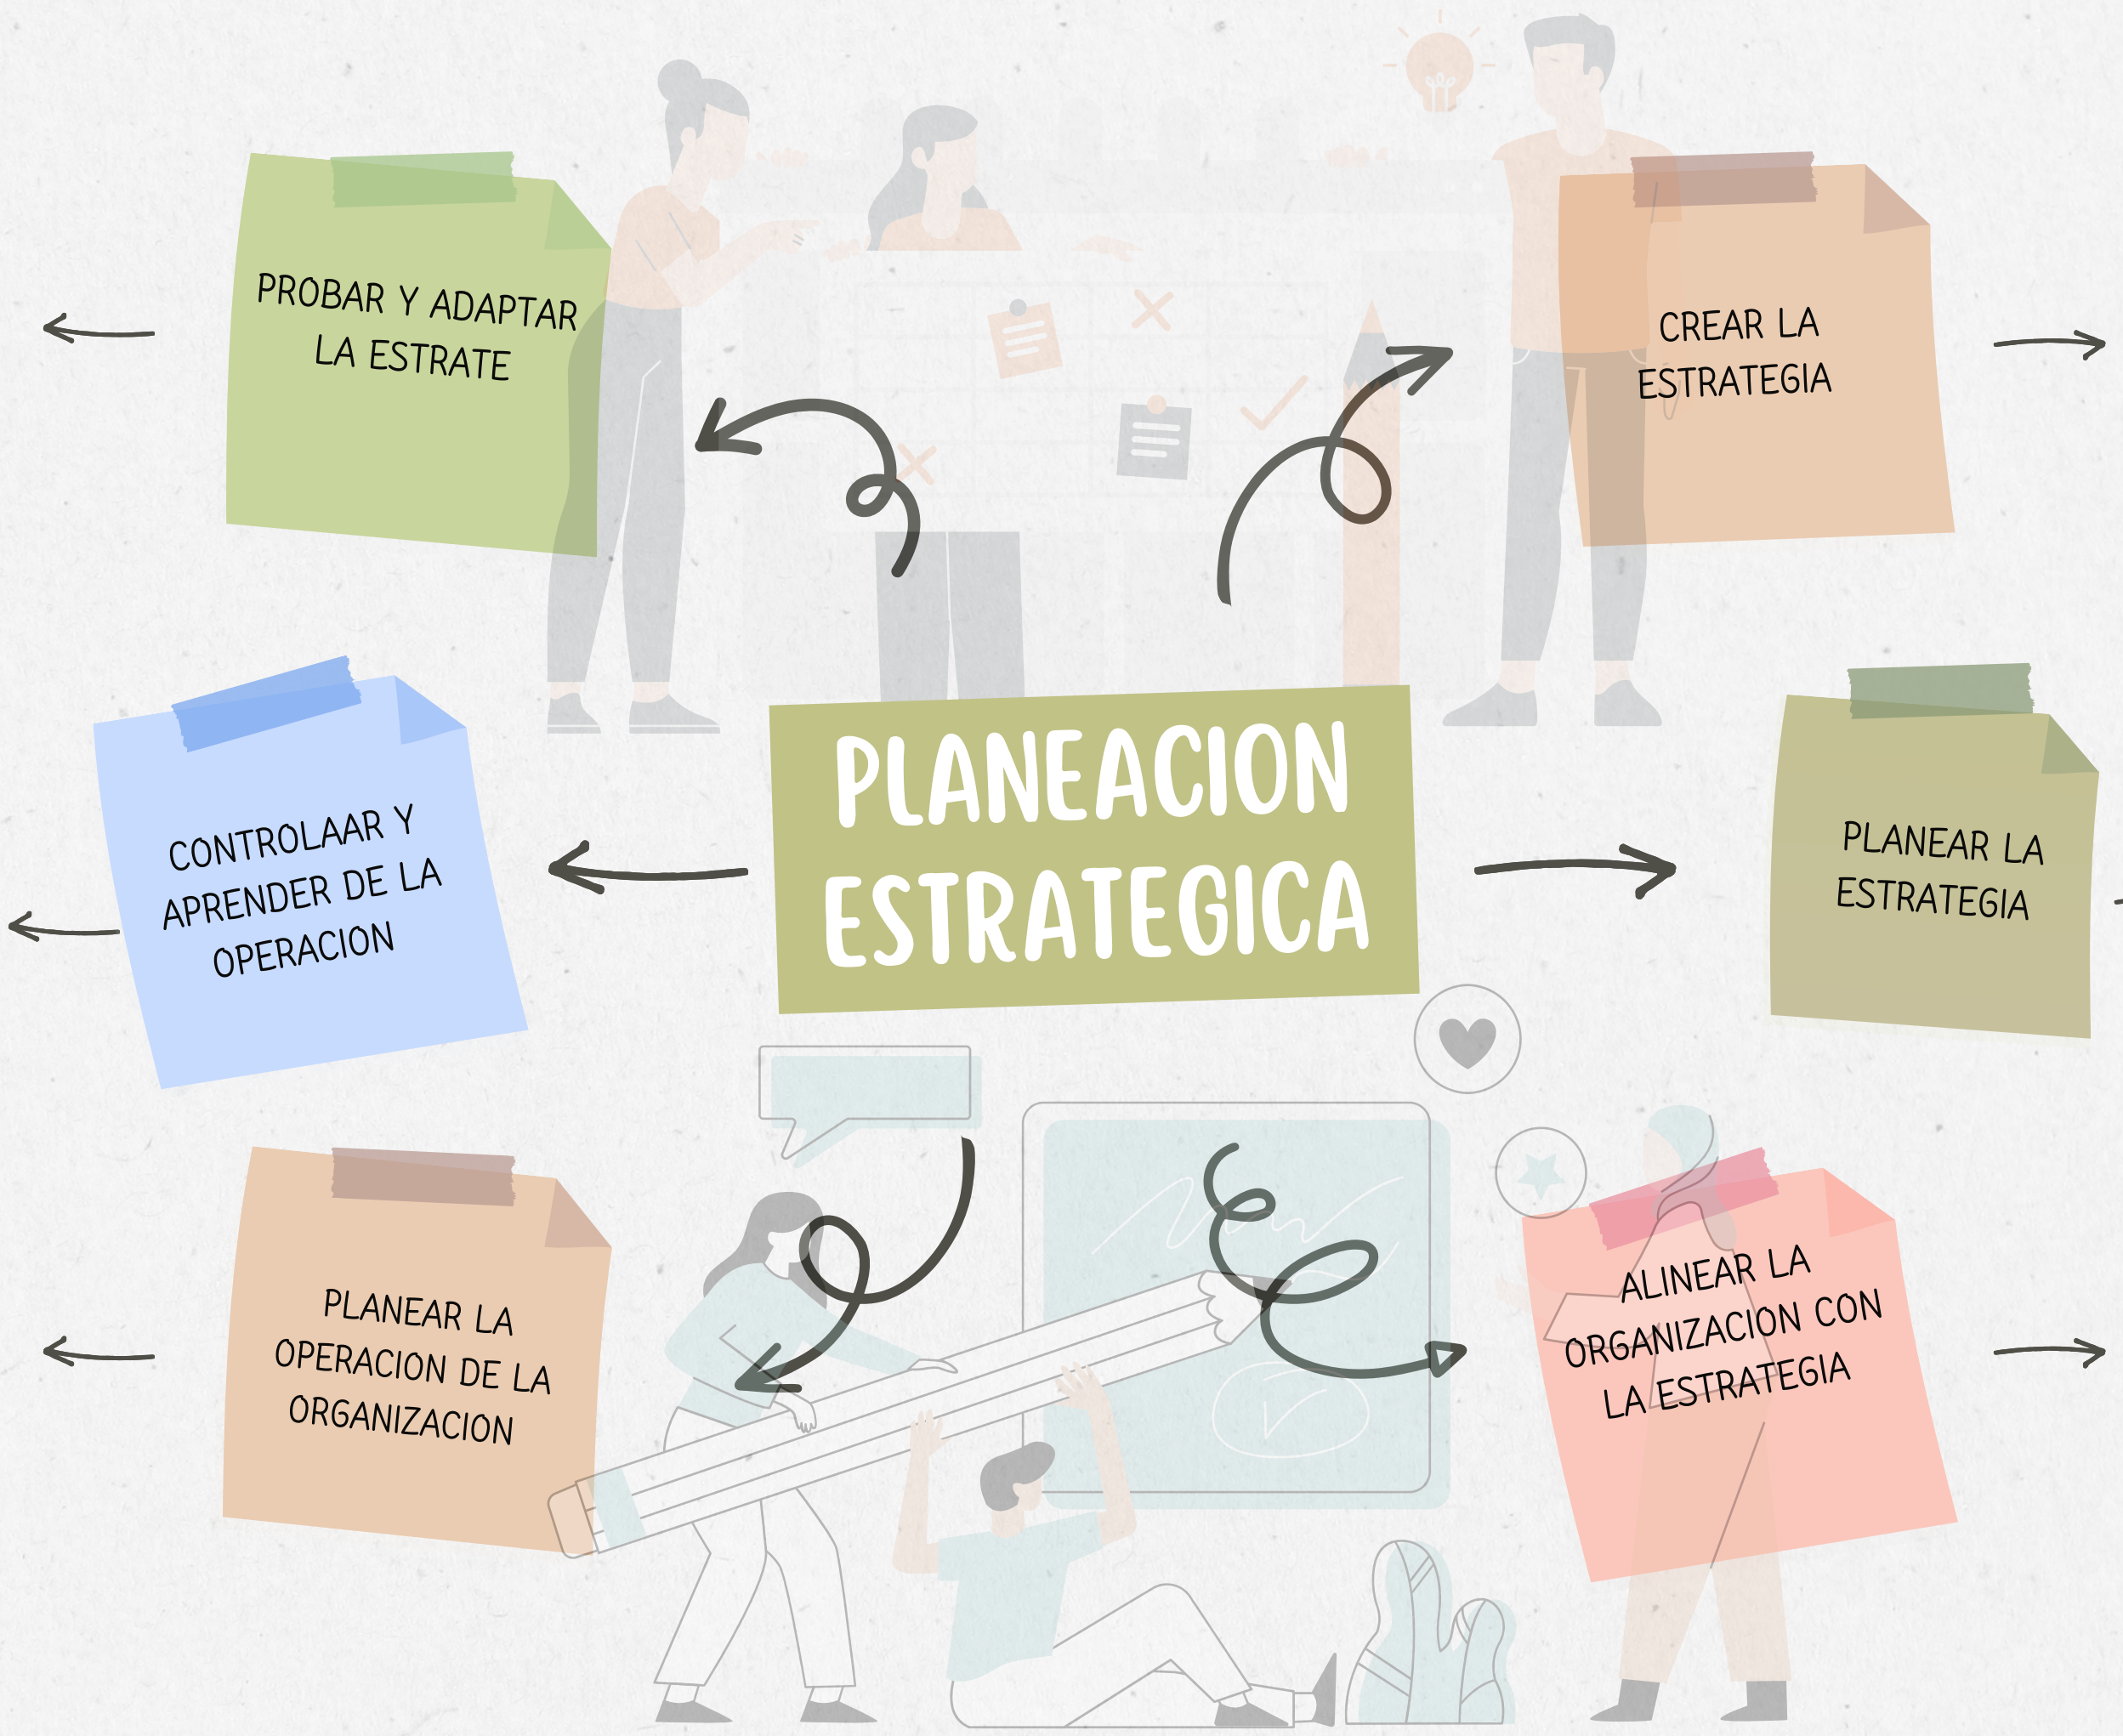 PROBAR Y ADAPTAR
LA ESTRATE
CREAR LA
ESTRATEGIA
CONTROLAAR Y
APRENDER DE LA
OPERACION
PLANEACION
ESTRATEGICA
PLANEAR LA
ESTRATEGIA
PLANEAR LA
OPERACION DE LA
ORGANIZACION
ALINEAR LA
ORGANIZACION CON
LA ESTRATEGIA